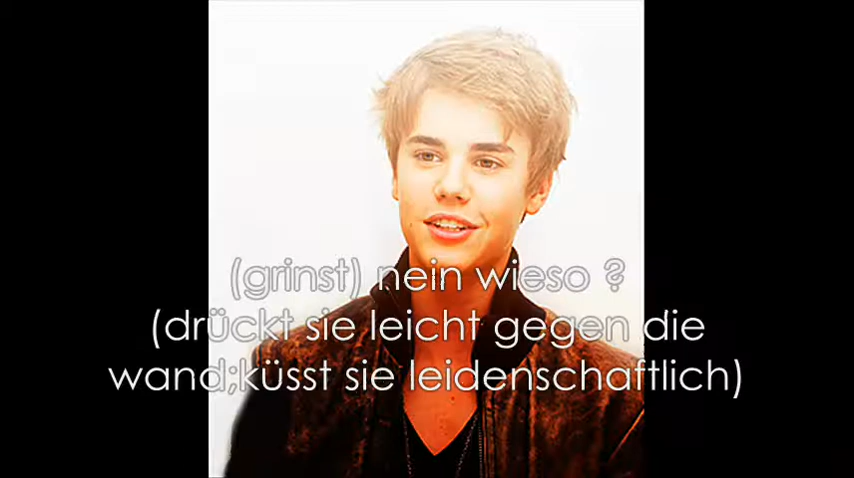 (grinst) nein wieso ?
(drückt sie leicht gegen die
wand;küsst sie leidenschaftlich)